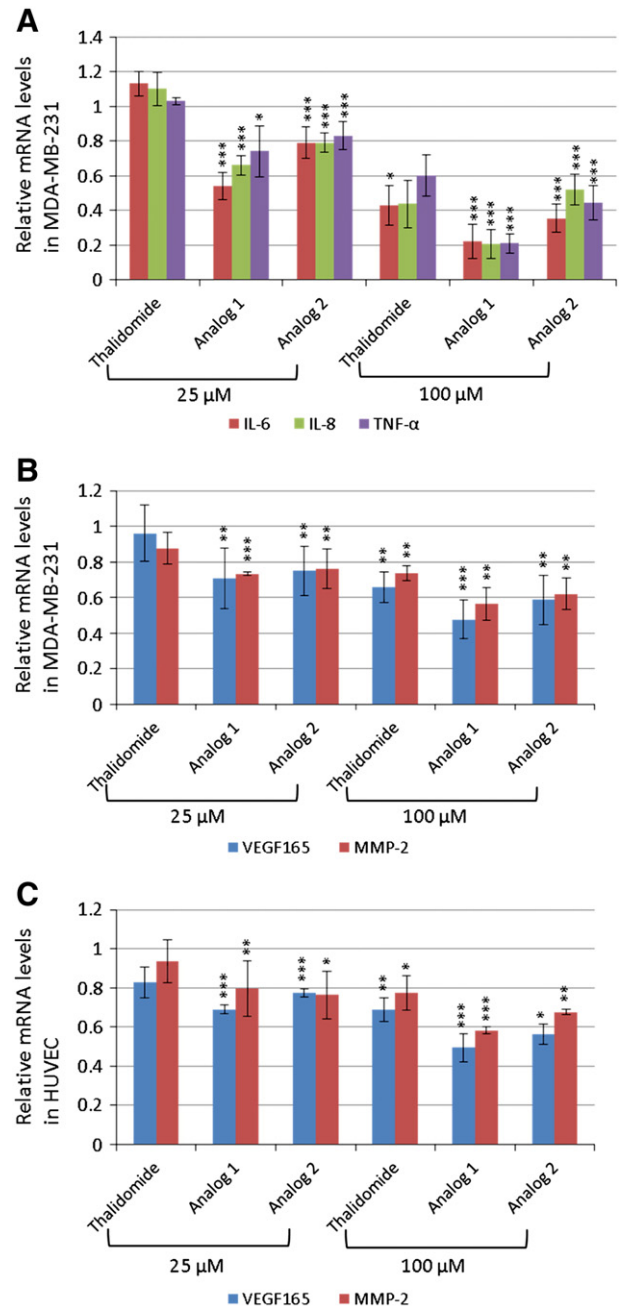 A
Relative mRNA levels
in MDA-MB-231
1.4
1.2
1
0.8
0.6
0.4
0.2
0
***
***
*
***
***
***
*
***
***
***
***
***
***
Thalidomide
Analog 1
Analog 2
Thalidomide
Analog 1
Analog 2
25 µM
100 µM
IL-6
IL-8
TNF-α
B
Relative mRNA levels
in MDA-MB-231
1.2
1
0.8
0.6
0.4
0.2
0
**
***
**
**
**
**
***
**
**
**
Thalidomide
Analog 1
Analog 2
Thalidomide
Analog 1
Analog 2
25 µM
100 µM
VEGF165
MMP-2
C
Relative mRNA levels
in HUVEC
1.2
1
0.8
0.6
0.4
0.2
0
***
**
***
*
**
*
***
***
*
**
Thalidomide
Analog 1
Analog 2
Thalidomide
Analog 1
Analog 2
25 µM
100 µM
VEGF165
MMP-2